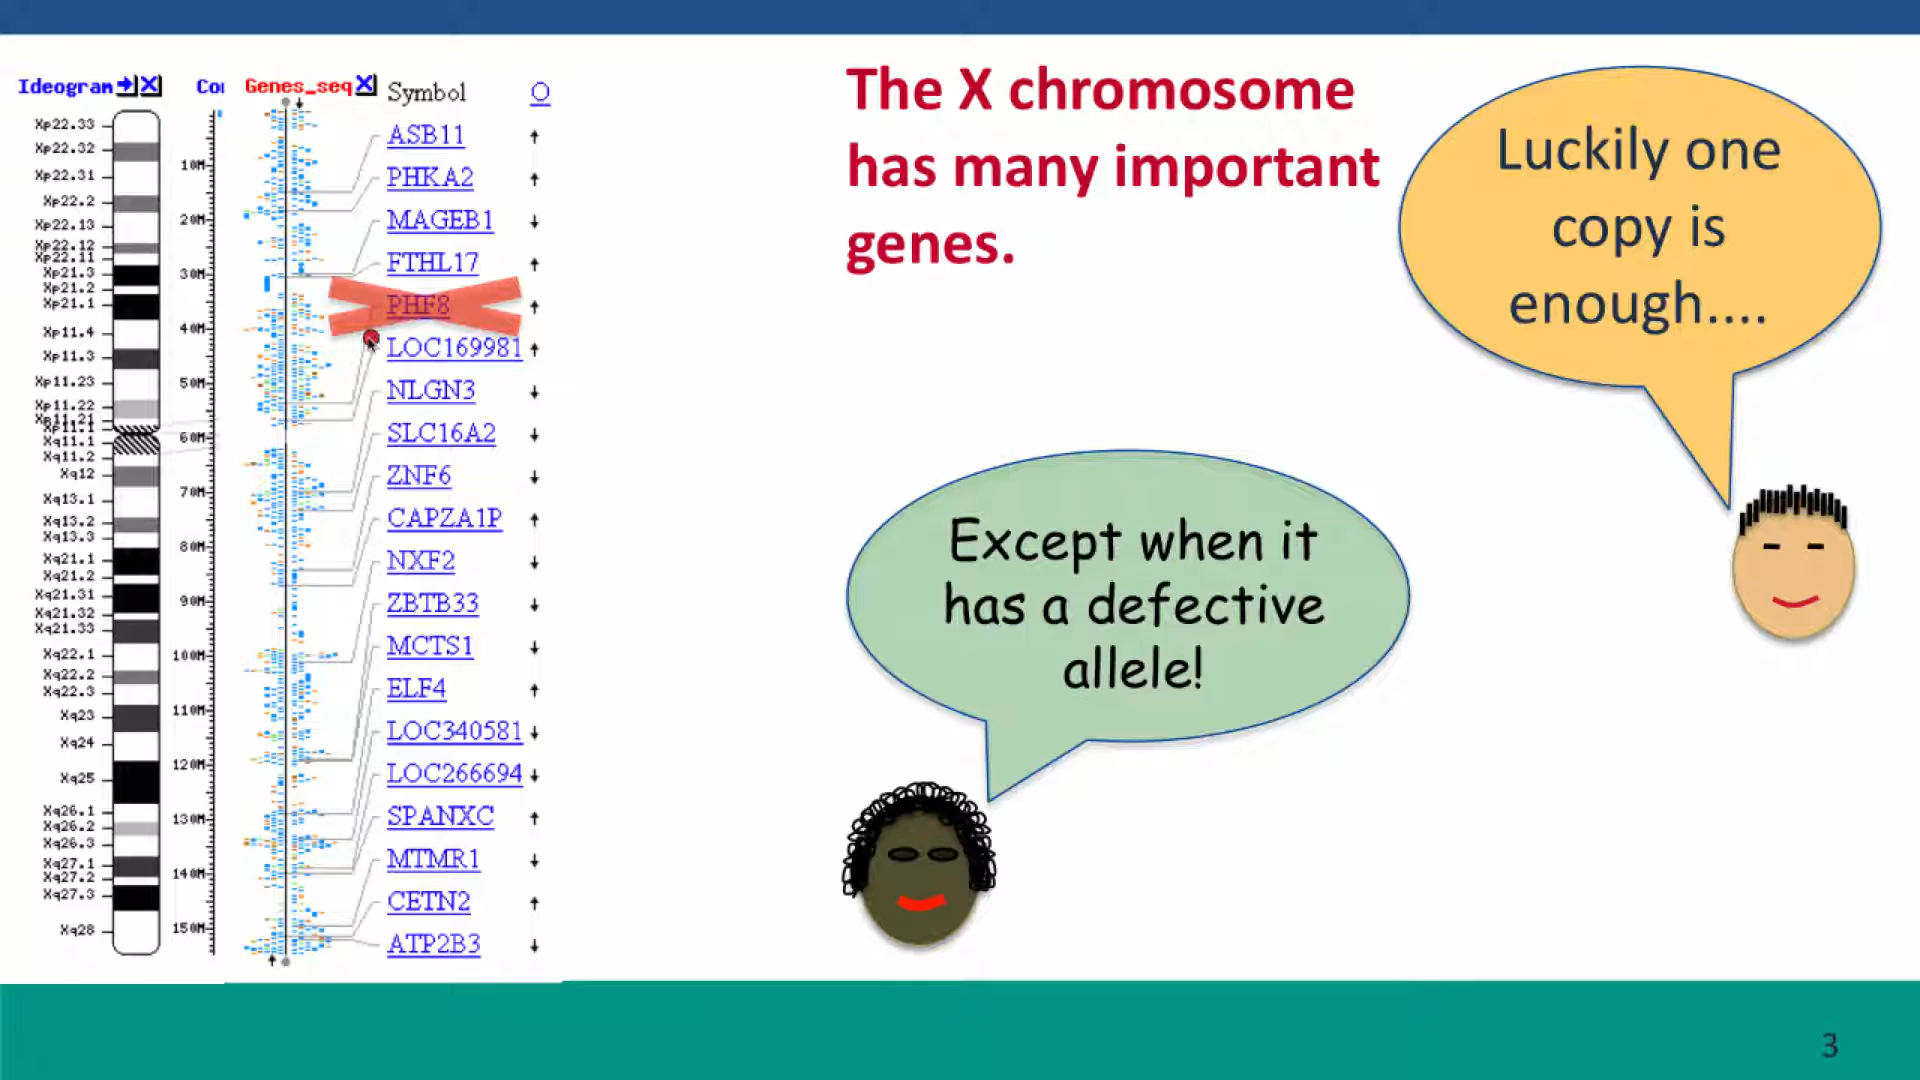 Ideogram
Co
Genes_seq
Symbol
O
Xp22.33
Xp22.32
Xp22.31
Xp22.2
Xp22.13
Xp22.12
Xp22.11
Xp21.3
Xp21.2
Xp21.1
Xp11.4
Xp11.3
Xp11.23
Xp11.22
Xp11.21
Xp11.1
Xq11.1
Xq11.2
Xq12
Xq13.1
Xq13.2
Xq13.3
Xq21.1
Xq21.2
Xq21.31
Xq21.32
Xq21.33
Xq22.1
Xq22.2
Xq22.3
Xq23
Xq24
Xq25
Xq26.1
Xq26.2
Xq26.3
Xq27.1
Xq27.2
Xq27.3
Xq28
10M
20M
30M
40M
50M
60M
70M
80M
90M
100M
110M
120M
130M
140M
150M
ASB11
PHKA2
MAGEB1
FTHL17
PHF8
LOC169981
NLGN3
SLC16A2
ZNF6
CAPZA1P
NXF2
ZBTB33
MCTS1
ELF4
LOC340581
LOC266694
SPANXC
MTMR1
CETN2
ATP2B3
The X chromosome
has many important
genes.
Luckily one
copy is
enough....
Except when it
has a defective
allele!
3